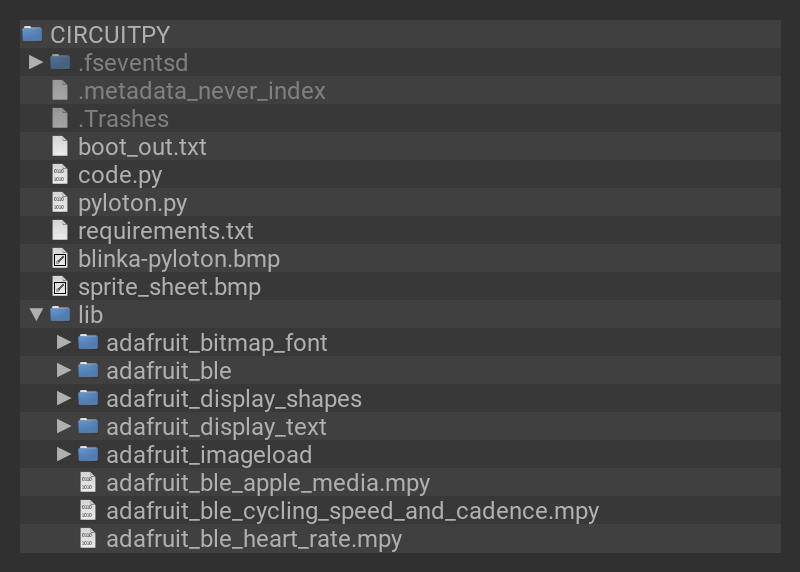 CIRCUITPY
.fseventsd
.metadata_never_index
.Trashes
boot_out.txt
code.py
pyloton.py
requirements.txt
blinka-pyloton.bmp
sprite_sheet.bmp
lib
adafruit_bitmap_font
adafruit_ble
adafruit_display_shapes
adafruit_display_text
adafruit_imageload
adafruit_ble_apple_media.mpy
adafruit_ble_cycling_speed_and_cadence.mpy
adafruit_ble_heart_rate.mpy